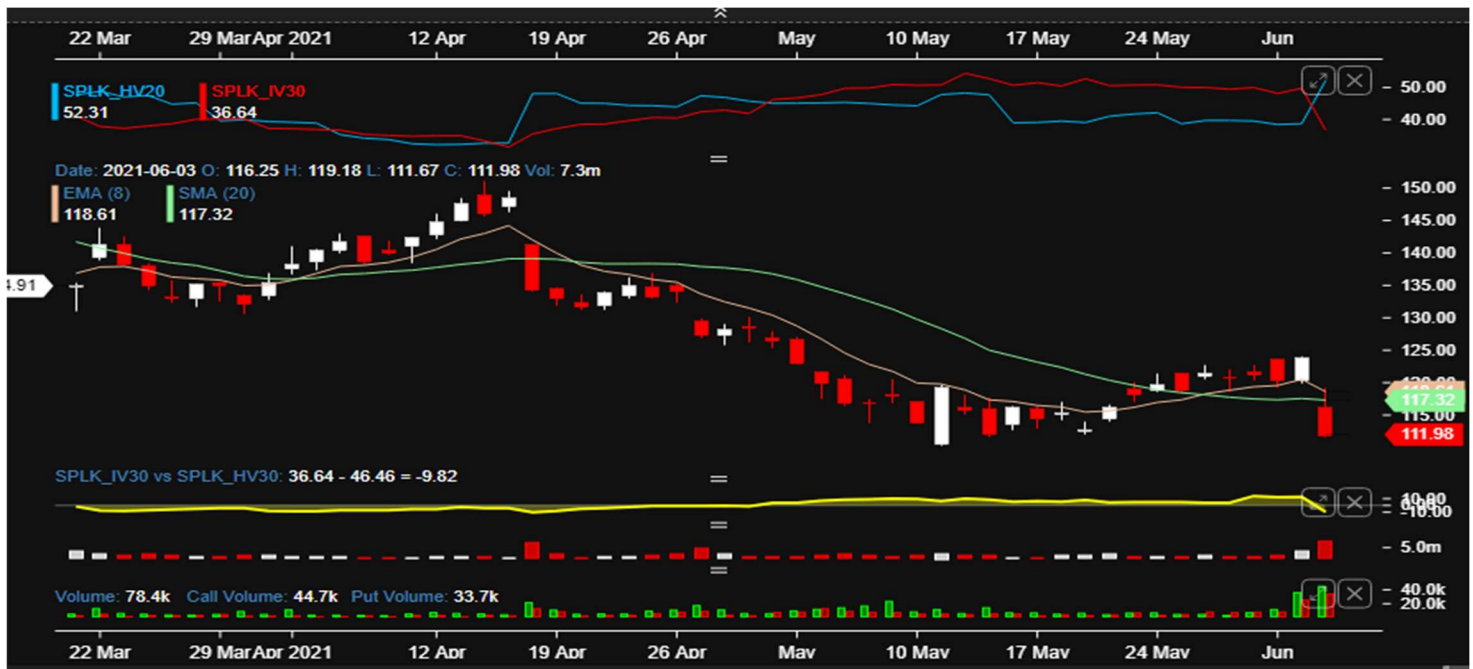 22 Mar 29 Mar Apr 2021 12 Apr 19 Apr 26 Apr May 10 May 17 May 24 May Jun
SPLK_HV20 SPLK_IV30
52.31 36.64
50.00
40.00
Date: 2021-06-03 O: 116.25 H: 119.18 L: 111.67 C: 111.98 Vol: 7.3m
EMA (8) SMA (20)
118.61 117.32
150.00
145.00
140.00
135.00
4.91
130.00
125.00
117.32
115.00
111.98
SPLK_IV30 vs SPLK_HV30: 36.64 - 46.46 = -9.82
10.00
-10.00
5.0m
Volume: 78.4k Call Volume: 44.7k Put Volume: 33.7k
40.0k
20.0k
22 Mar 29 Mar Apr 2021 12 Apr 19 Apr 26 Apr May 10 May 17 May 24 May Jun